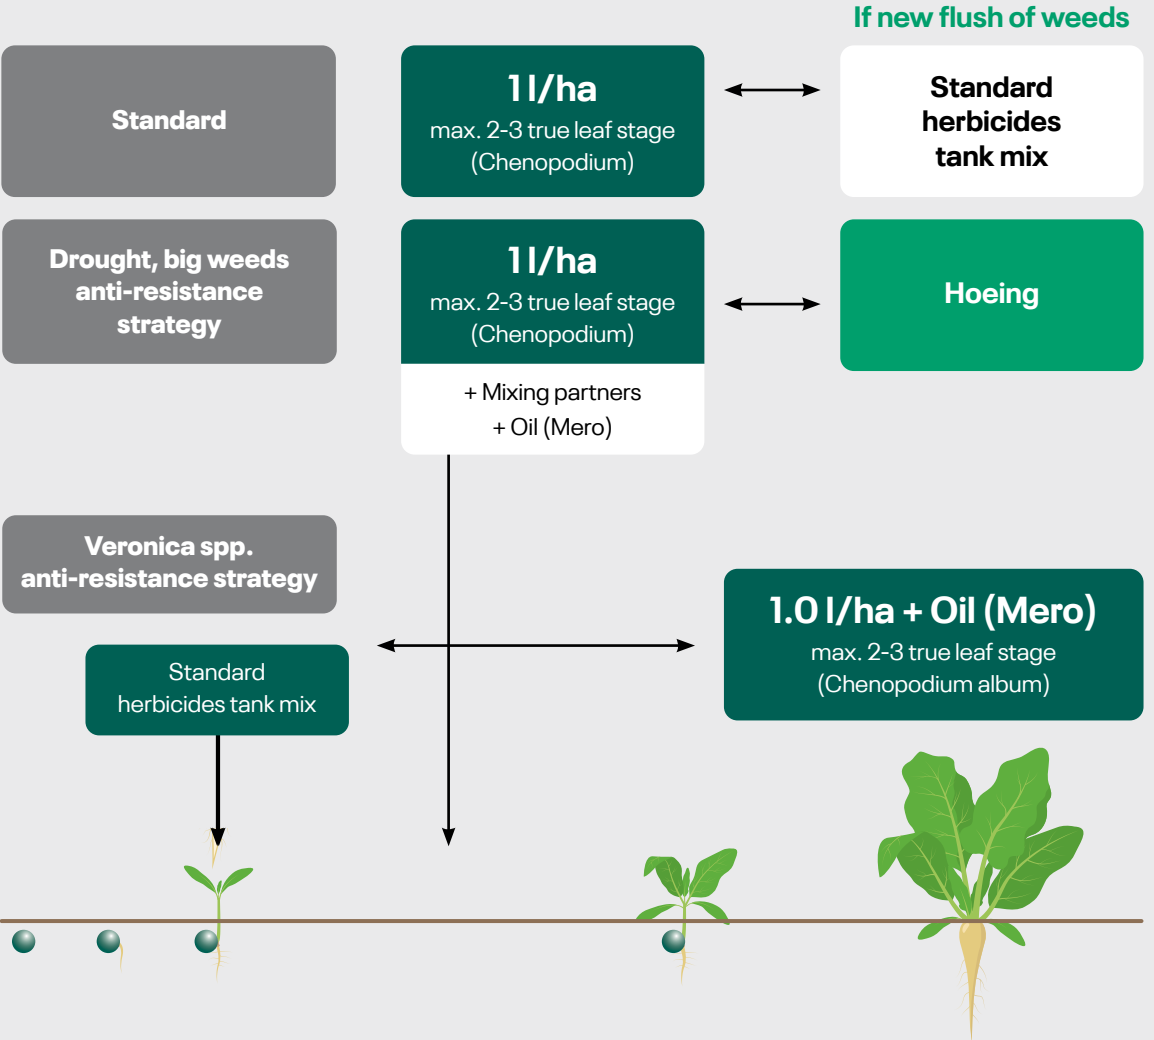 If new flush of weeds
Standard
1 l/ha
max. 2-3 true leaf stage
(Chenopodium)
Standard
herbicides
tank mix
Drought, big weeds
anti-resistance
strategy
1 l/ha
max. 2-3 true leaf stage
(Chenopodium)
+ Mixing partners
+ Oil (Mero)
Hoeing
Veronica spp.
anti-resistance strategy
Standard
herbicides tank mix
1.0 l/ha + Oil (Mero)
max. 2-3 true leaf stage
(Chenopodium album)